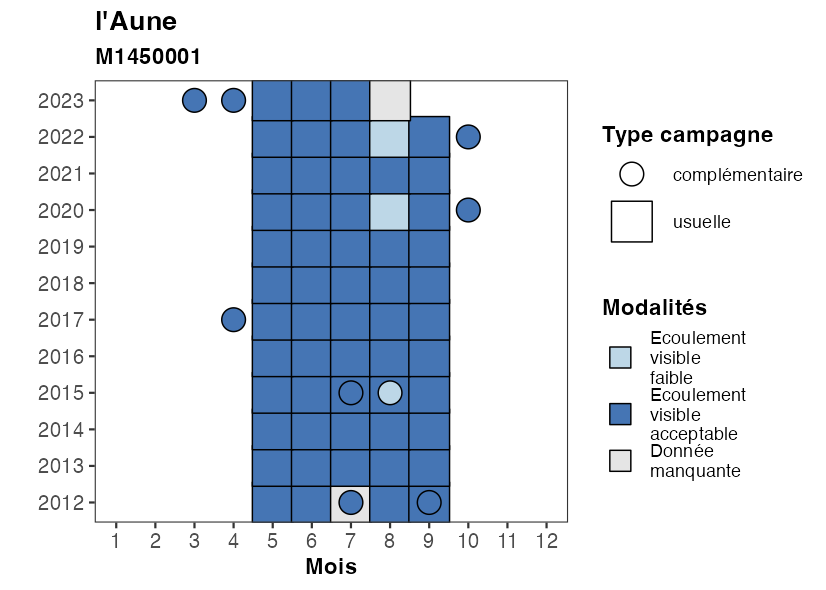 l'Aune
M1450001
2023
2022
2021
2020
2019
2018
2017
2016
2015
2014
2013
2012
1 2 3 4 5 6 7 8 9 10 11 12
Mois
Type campagne
complémentaire
usuelle
Modalités
Ecoulement
visible
faible
Ecoulement
visible
acceptable
Donnée
manquante